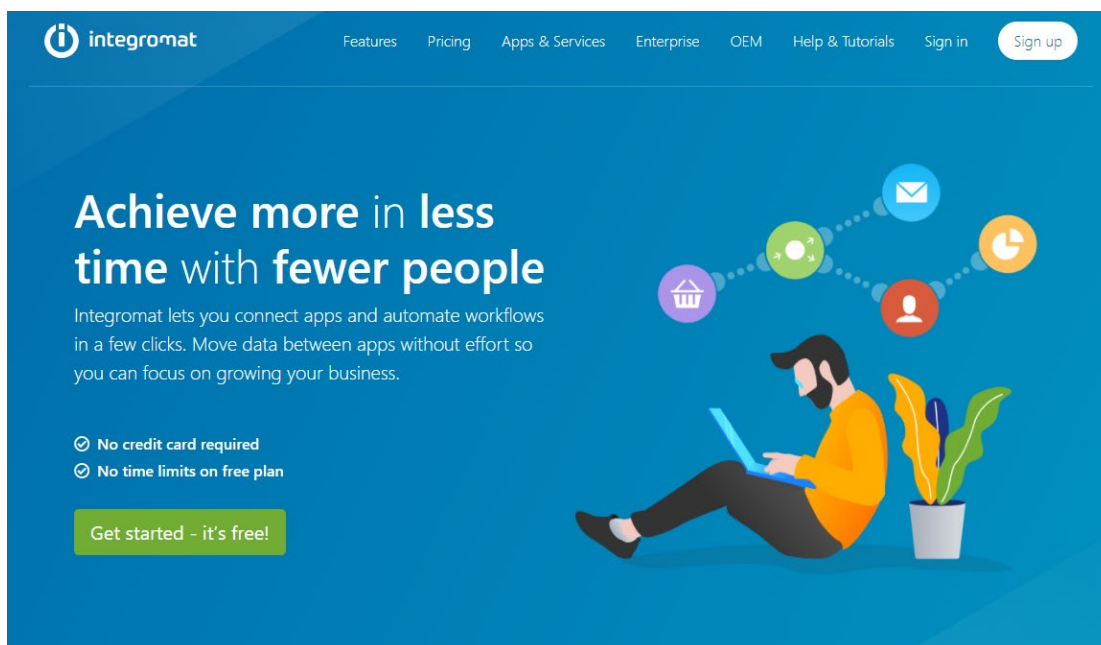 integromat
Features Pricing Apps & Services Enterprise OEM Help & Tutorials Sign in Sign up
Achieve more in less
time with fewer people
Integromat lets you connect apps and automate workflows
in a few clicks. Move data between apps without effort so
you can focus on growing your business.
No credit card required
No time limits on free plan
Get started - it's free!